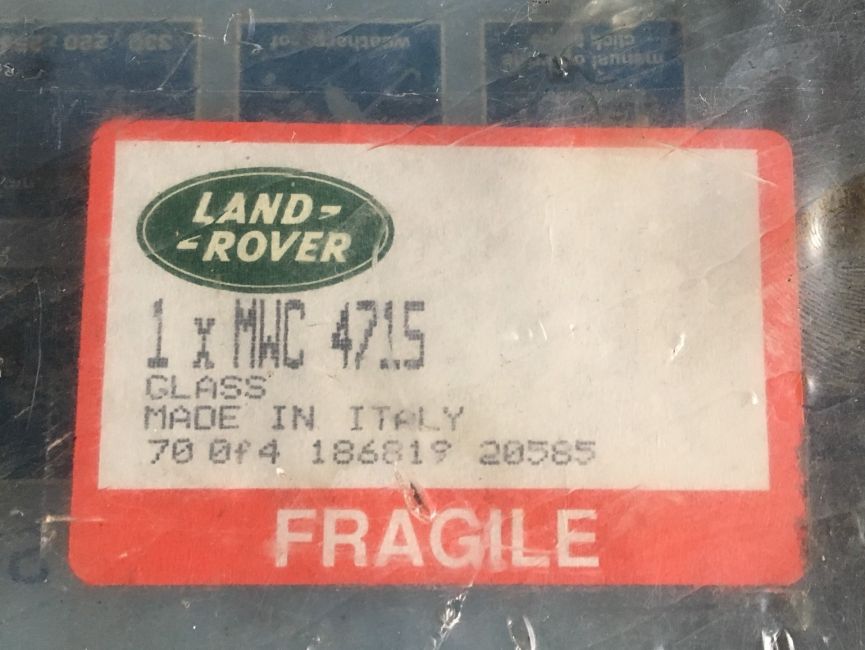 LAND-
-ROVER
1 x MWC 4715
GLASS
MADE IN ITALY
70 0f4 186819 20585
FRAGILE